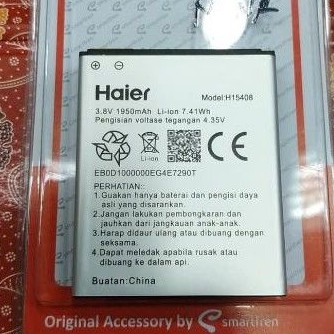 Haier
Model:H15408
3.8V 1950mAh Li-ion 7.41Wh
Pengisian voltase tegangan 4.35V
Li-ion
EB0D1000000EG4E7290T
PERHATIAN:
1.Guakan hanya baterai dan pengisi daya
asli yang disarankan.
2.Jangan lakukan pembongkaran dan
jauhkan dari jangkauan anak-anak.
3.Harap didaur ulang atau dibuang dengan
seksama.
4.Dapat meledak apabila rusak atau
dibuang ke dalam api.
Buatan:China
Original Accessory by smartfren